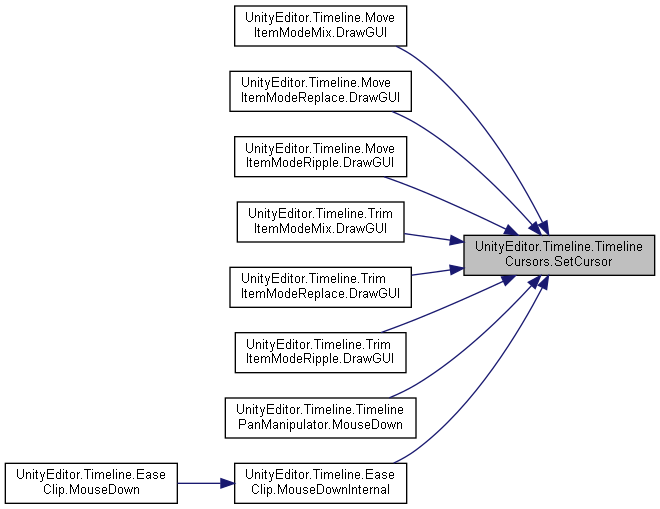 UnityEditor.Timeline.Move
ItemModeMix.DrawGUI
UnityEditor.Timeline.Move
ItemModeReplace.DrawGUI
UnityEditor.Timeline.Move
ItemModeRipple.DrawGUI
UnityEditor.Timeline.Trim
ItemModeMix.DrawGUI
UnityEditor.Timeline.Timeline
Cursors.SetCursor
UnityEditor.Timeline.Trim
ItemModeReplace.DrawGUI
UnityEditor.Timeline.Trim
ItemModeRipple.DrawGUI
UnityEditor.Timeline.Timeline
PanManipulator.MouseDown
UnityEditor.Timeline.Ease
Clip.MouseDown
UnityEditor.Timeline.Ease
Clip.MouseDownInternal